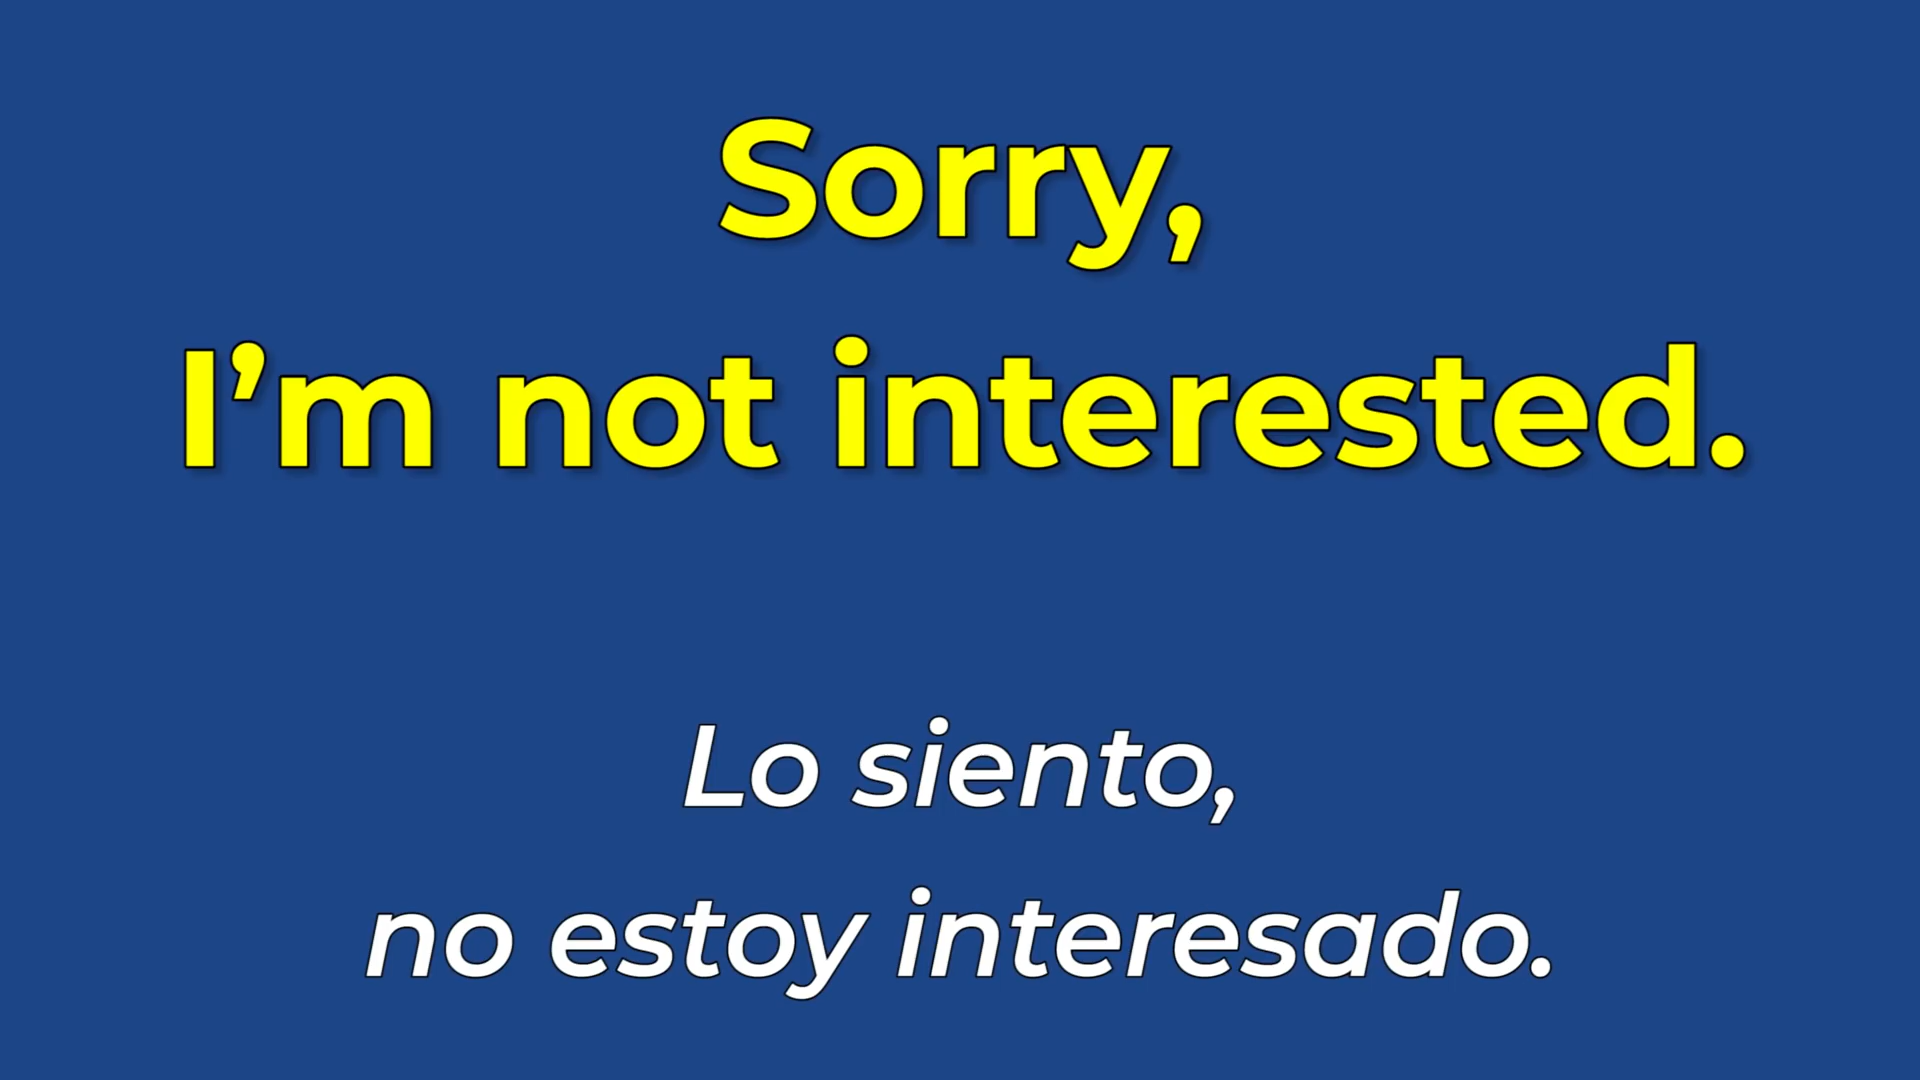 Sorry,
I’m not interested.
Lo siento,
no estoy interesado.